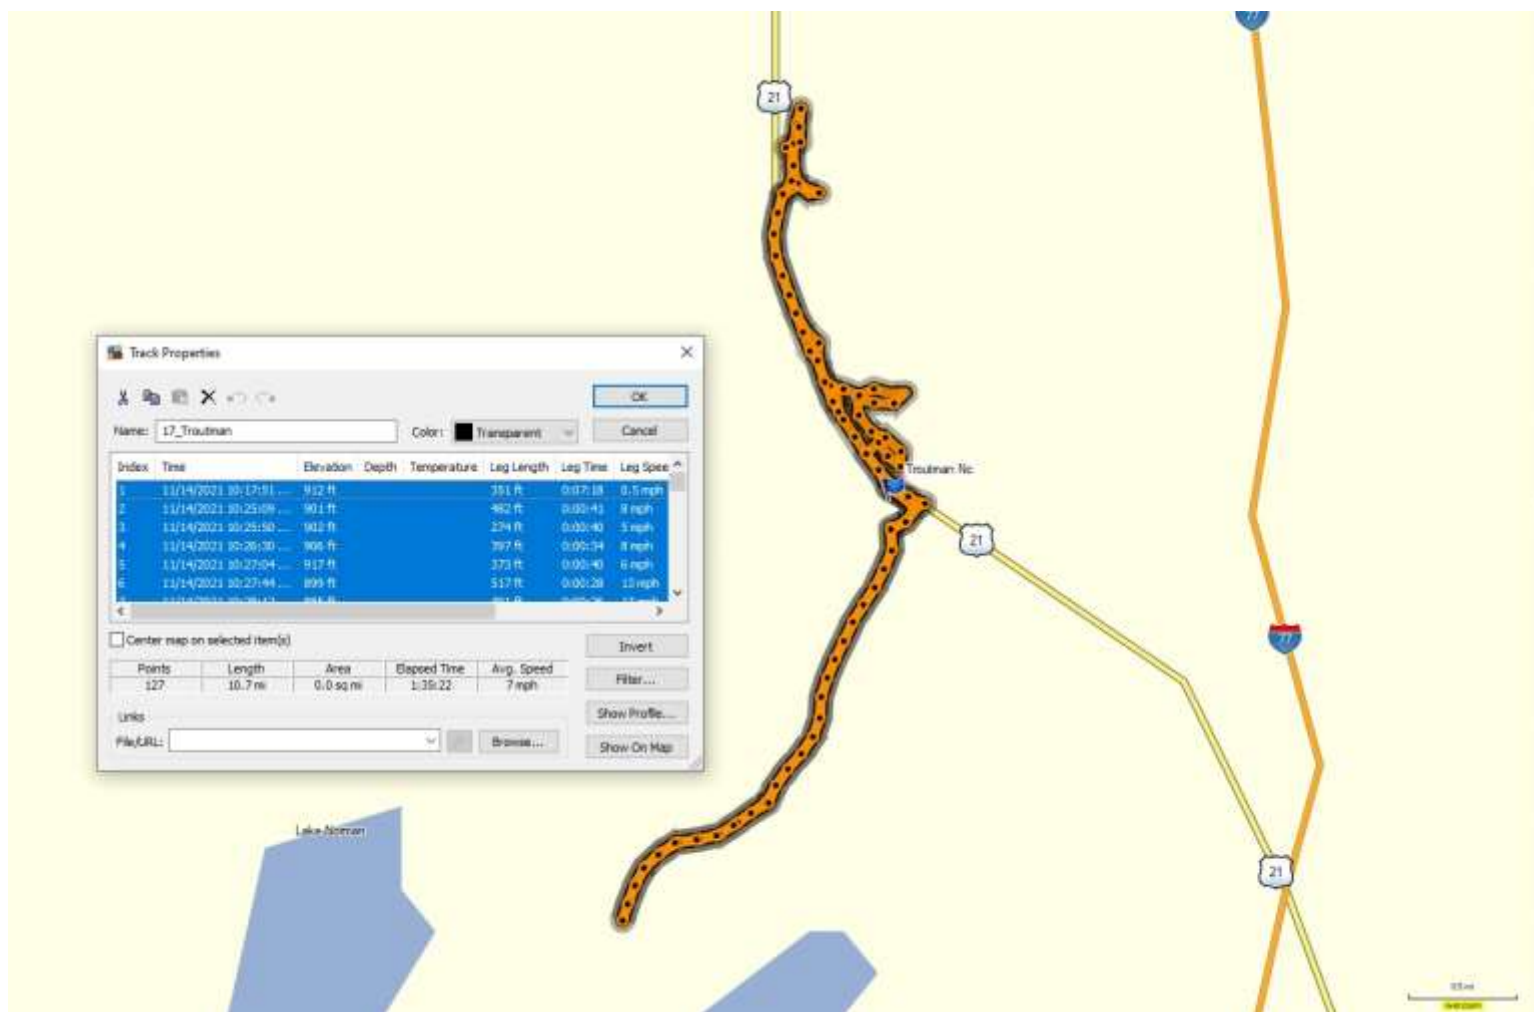 77
21
Track Properties
OK
Name: 17_Troutman Color: Transparent Cancel
Index Time Elevation Depth Temperature Leg Length Leg Time Leg Spee
1 11/14/2021 10:17:51 ... 912 ft 351 ft 0:07:18 0.5 mph
2 11/14/2021 10:25:09 ... 901 ft 482 ft 0:00:41 8 mph
3 11/14/2021 10:25:50 ... 902 ft 274 ft 0:00:40 5 mph
4 11/14/2021 10:26:30 ... 906 ft 397 ft 0:00:34 8 mph
5 11/14/2021 10:27:04 ... 917 ft 373 ft 0:00:40 6 mph
6 11/14/2021 10:27:44 ... 899 ft 517 ft 0:00:28 13 mph
Center map on selected item(s)
Invert
Points Length Area Elapsed Time Avg. Speed
127 10.7 mi 0.0 sq mi 1:35:22 7 mph
Filter...
Links
Show Profile...
File/URL: Browse...
Show On Map
Troutman Nc
21
77
Lake Norman
21
overzoom